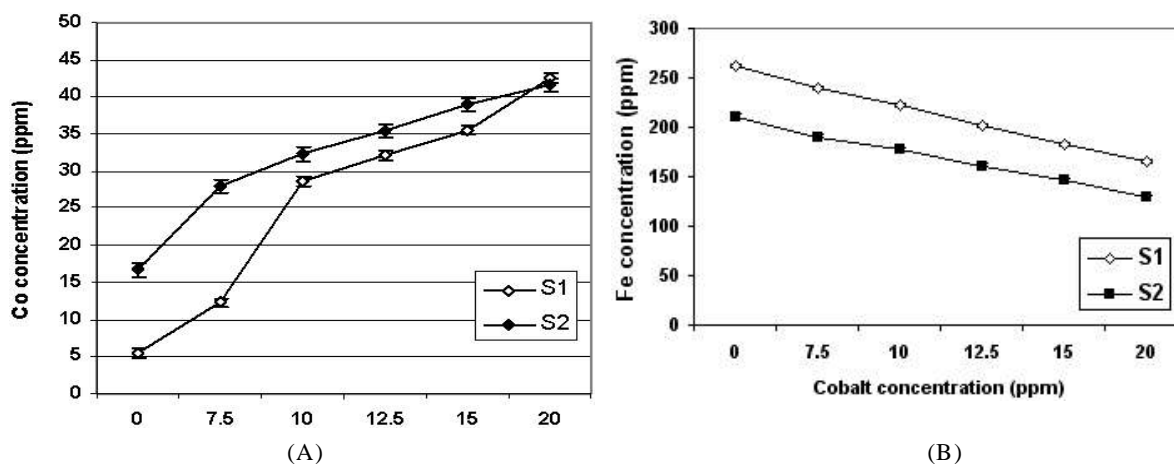 50
45
40
35
30
25
20
15
10
5
0
Co concentration (ppm)
S1
S2
0 7.5 10 12.5 15 20
(A)
300
250
200
150
100
50
0
Fe concentration (ppm)
S1
S2
0 7.5 10 12.5 15 20
Cobalt concentration (ppm)
(B)